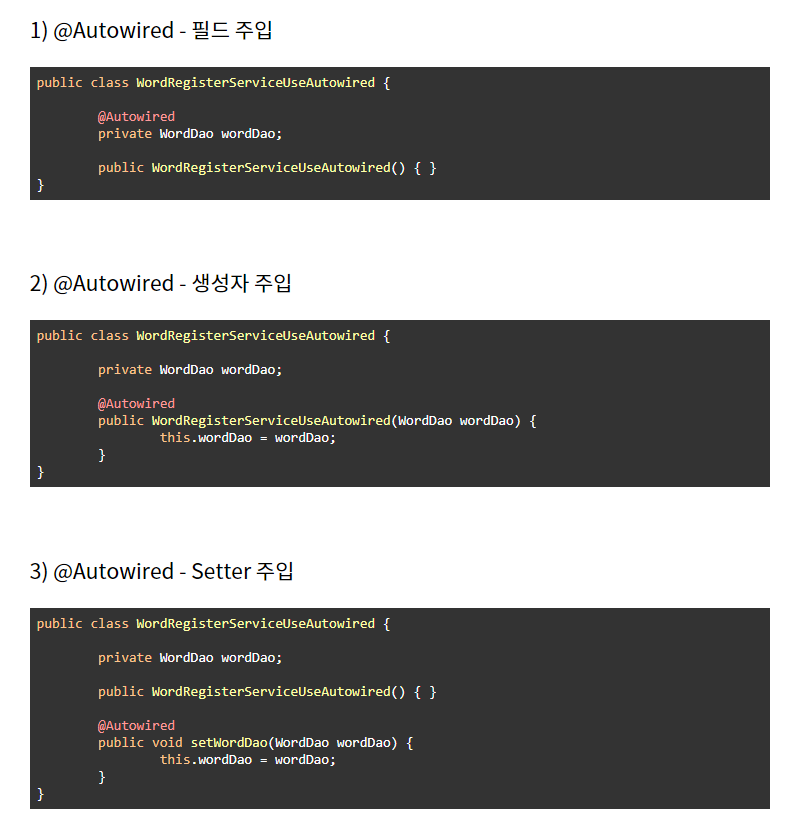 1) @Autowired - 필드 주입
public class WordRegisterServiceUseAutowired {
@Autowired
private WordDao wordDao;
public WordRegisterServiceUseAutowired() { }
}
2) @Autowired - 생성자 주입
public class WordRegisterServiceUseAutowired {
private WordDao wordDao;
@Autowired
public WordRegisterServiceUseAutowired(WordDao wordDao) {
this.wordDao = wordDao;
}
}
3) @Autowired - Setter 주입
public class WordRegisterServiceUseAutowired {
private WordDao wordDao;
public WordRegisterServiceUseAutowired() { }
@Autowired
public void setWordDao(WordDao wordDao) {
this.wordDao = wordDao;
}
}